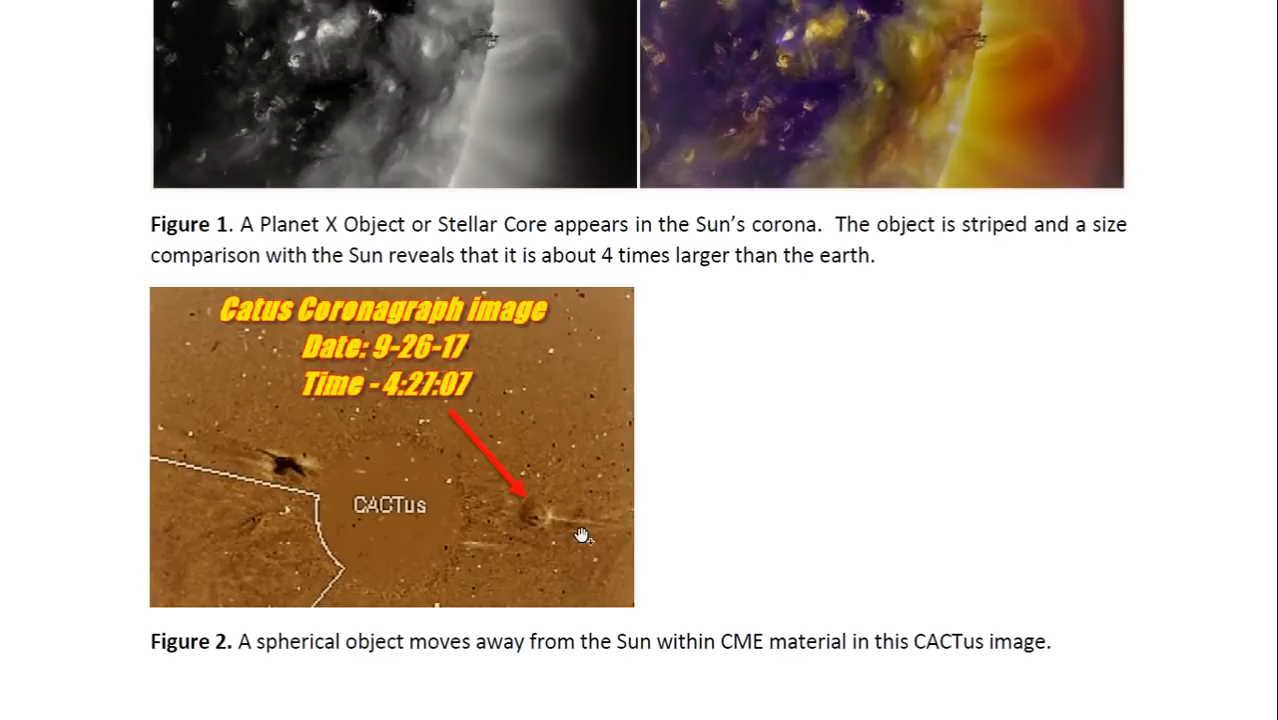 Figure 1. A Planet X Object or Stellar Core appears in the Sun’s corona.  The object is striped and a size
comparison with the Sun reveals that it is about 4 times larger than the earth.
Catus Coronagraph image
Date: 9-26-17
Time - 4:27:07
CACTus
Figure 2. A spherical object moves away from the Sun within CME material in this CACTus image.